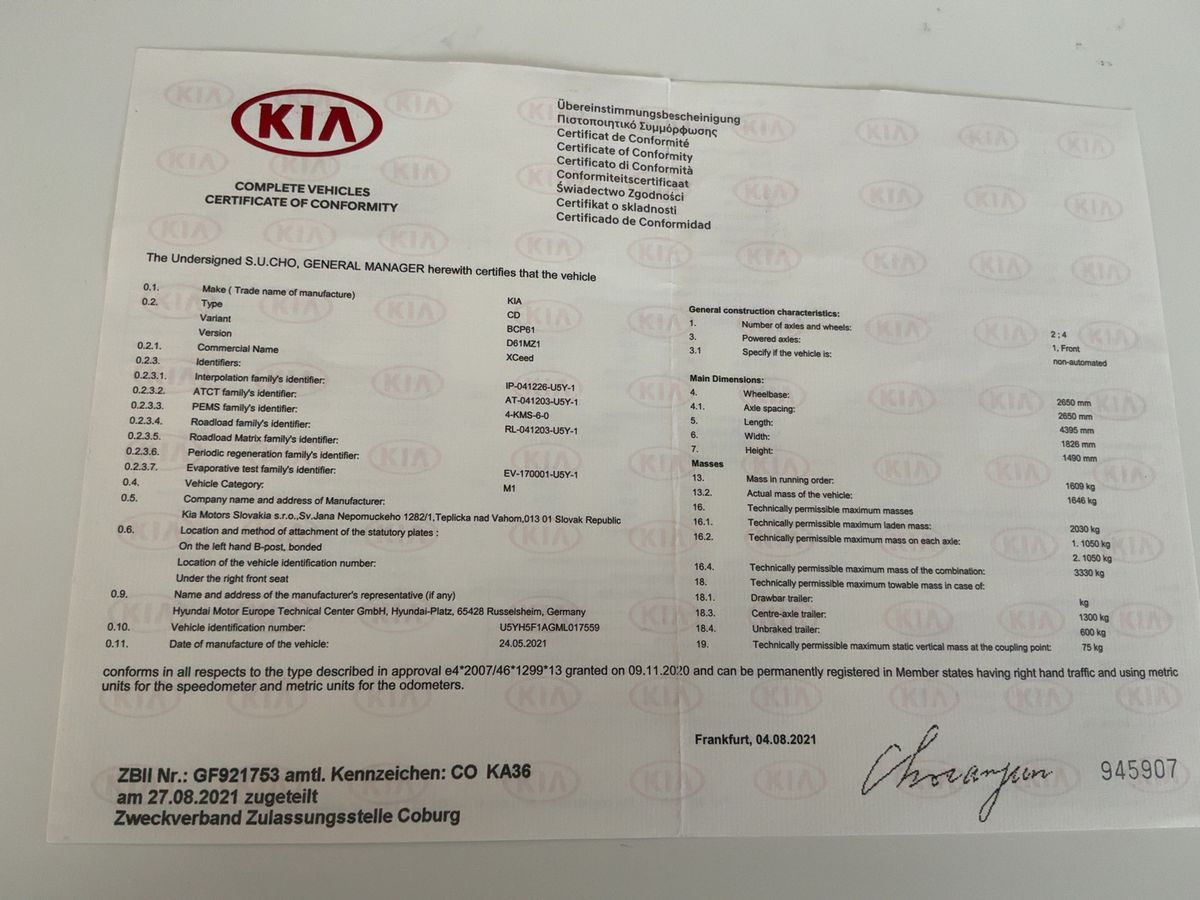 KIA
COMPLETE VEHICLES
CERTIFICATE OF CONFORMITY
Übereinstimmungsbescheinigung
Πιστοποιητικό Συμμόρφωσης
Certificat de Conformité
Certificate of Conformity
Certificato di Conformità
Conformiteitscertificaat
Świadectwo Zgodności
Certifikat o skladnosti
Certificado de Conformidad
The Undersigned S.U.CHO, GENERAL MANAGER herewith certifies that the vehicle
0.1. Make ( Trade name of manufacture) KIA
0.2. Type CD
Variant BCP61
Version D61MZ1
0.2.1. Commercial Name XCeed
0.2.3. Identifiers:
0.2.3.1. Interpolation family's identifier: IP-041226-U5Y-1
0.2.3.2. ATCT family's identifier: AT-041203-U5Y-1
0.2.3.3. PEMS family's identifier: 4-KMS-6-0
0.2.3.4. Roadload family's identifier: RL-041203-U5Y-1
0.2.3.5. Roadload Matrix family's identifier:
0.2.3.6. Periodic regeneration family's identifier:
0.2.3.7. Evaporative test family's identifier: EV-170001-U5Y-1
0.4. Vehicle Category: M1
0.5. Company name and address of Manufacturer:
Kia Motors Slovakia s.r.o.,Sv.Jana Nepomuckeho 1282/1,Teplicka nad Vahom,013 01 Slovak Republic
0.6. Location and method of attachment of the statutory plates :
On the left hand B-post, bonded
Location of the vehicle identification number:
Under the right front seat
0.9. Name and address of the manufacturer's representative (if any)
Hyundai Motor Europe Technical Center GmbH, Hyundai-Platz, 65428 Russelsheim, Germany
0.10. Vehicle identification number: U5YH5F1AGML017559
0.11. Date of manufacture of the vehicle: 24.05.2021
General construction characteristics:
1. Number of axles and wheels: 2 ; 4
3. Powered axles: 1, Front
3.1 Specify if the vehicle is: non-automated
Main Dimensions:
4. Wheelbase: 2650 mm
4.1. Axle spacing: 2650 mm
5. Length: 4395 mm
6. Width: 1826 mm
7. Height: 1490 mm
Masses
13. Mass in running order: 1609 kg
13.2. Actual mass of the vehicle: 1646 kg
16. Technically permissible maximum masses
16.1. Technically permissible maximum laden mass: 2030 kg
16.2. Technically permissible maximum mass on each axle: 1. 1050 kg
2. 1050 kg
16.4. Technically permissible maximum mass of the combination: 3330 kg
18. Technically permissible maximum towable mass in case of:
18.1. Drawbar trailer: kg
18.3. Centre-axle trailer: 1300 kg
18.4. Unbraked trailer: 600 kg
19. Technically permissible maximum static vertical mass at the coupling point: 75 kg
conforms in all respects to the type described in approval e4*2007/46*1299*13 granted on 09.11.2020 and can be permanently registered in Member states having right hand traffic and using metric
units for the speedometer and metric units for the odometers.
Frankfurt, 04.08.2021
945907
ZBII Nr.: GF921753 amtl. Kennzeichen: CO KA36
am 27.08.2021 zugeteilt
Zweckverband Zulassungsstelle Coburg